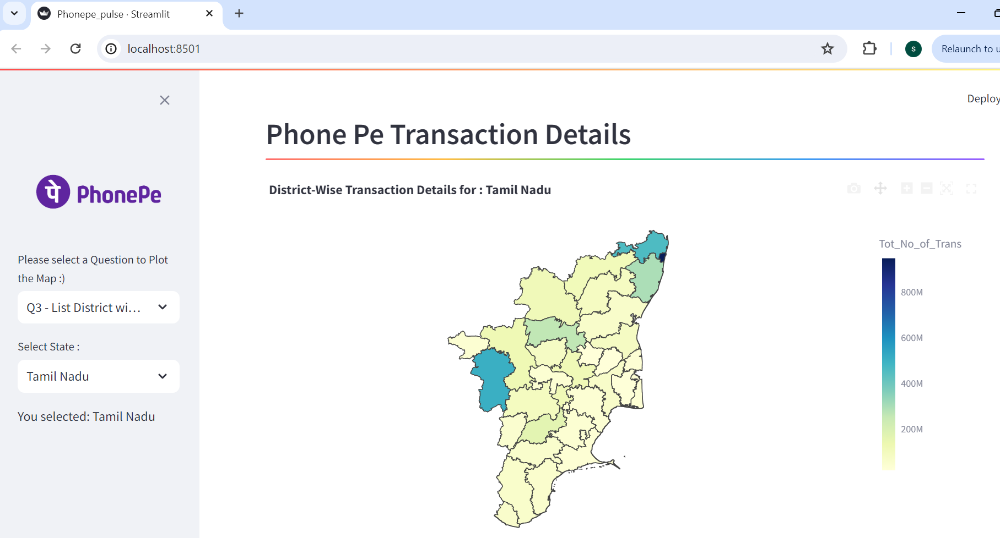 Phonepe_pulse · Streamlit
localhost:8501
Relaunch to u
Deploy
Phone Pe Transaction Details
पे PhonePe
District-Wise Transaction Details for : Tamil Nadu
Please select a Question to Plot
the Map :)
Q3 - List District wi...
Select State :
Tamil Nadu
You selected: Tamil Nadu
Tot_No_of_Trans
800M
600M
400M
200M
S